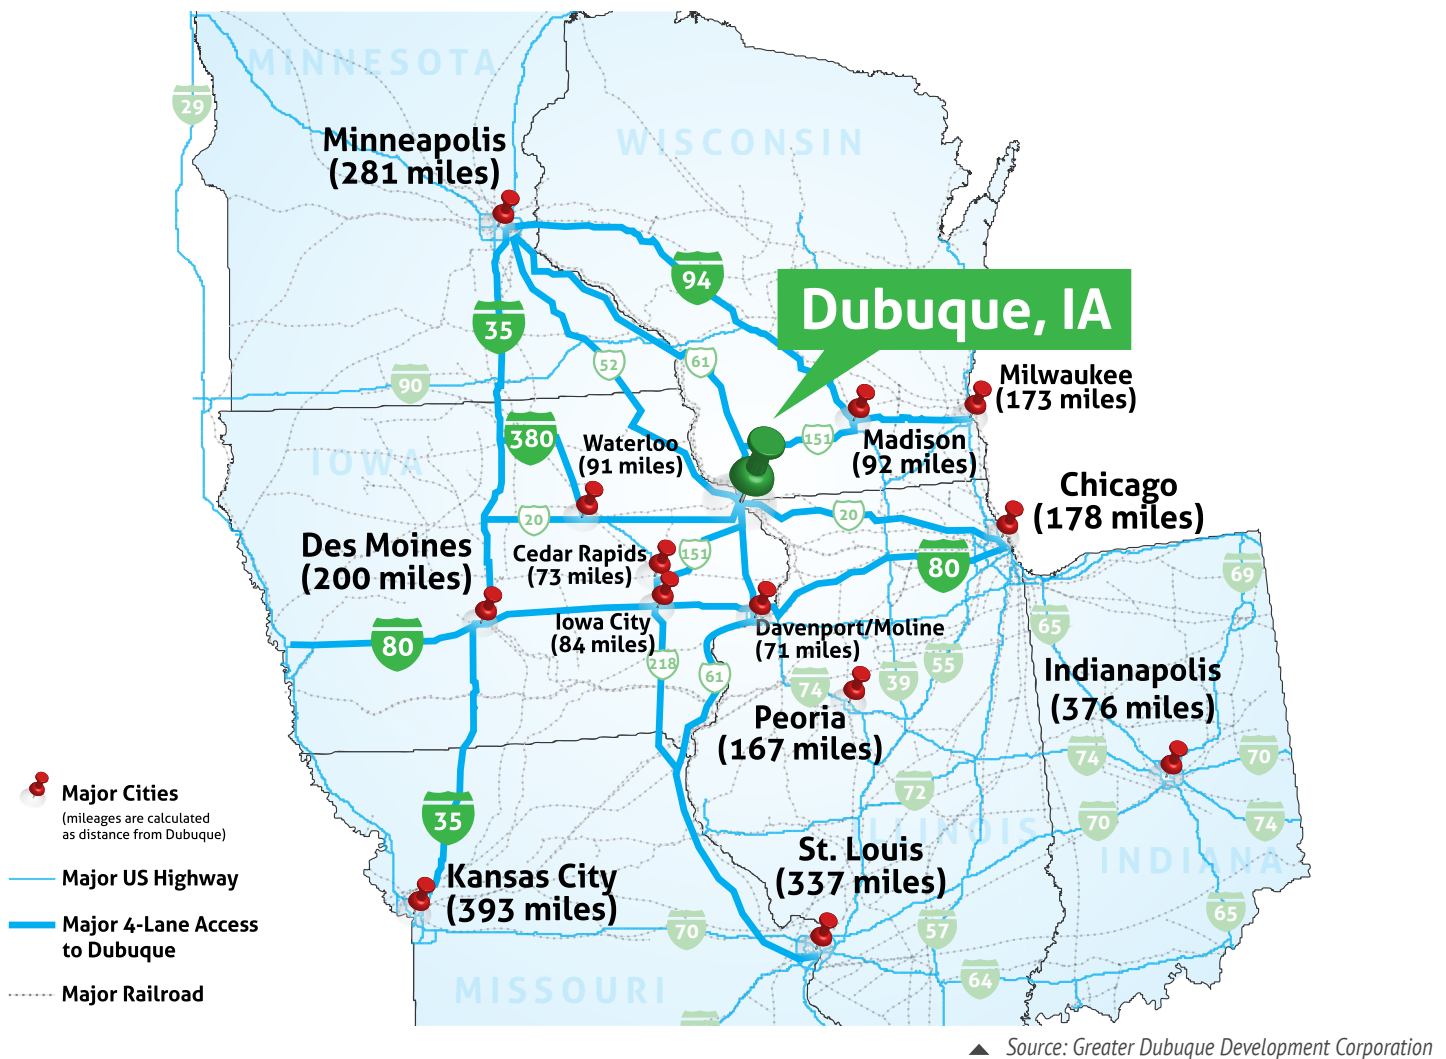 MINNESOTA
29
WISCONSIN
Minneapolis
(281 miles)
94
Dubuque, IA
35
52
61
90
Milwaukee
(173 miles)
380
Waterloo
(91 miles)
151
Madison
(92 miles)
IOWA
Chicago
(178 miles)
20
20
Des Moines
(200 miles)
Cedar Rapids
(73 miles)
151
80
69
80
Iowa City
(84 miles)
Davenport/Moline
(71 miles)
65
218
61
74
39
55
Indianapolis
(376 miles)
Peoria
(167 miles)
74
70
72
70
74
35
ILLINOIS
INDIANA
St. Louis
(337 miles)
Kansas City
(393 miles)
65
70
57
64
MISSOURI
Major Cities
(mileages are calculated
as distance from Dubuque)
Major US Highway
Major 4-Lane Access
to Dubuque
Major Railroad
Source: Greater Dubuque Development Corporation